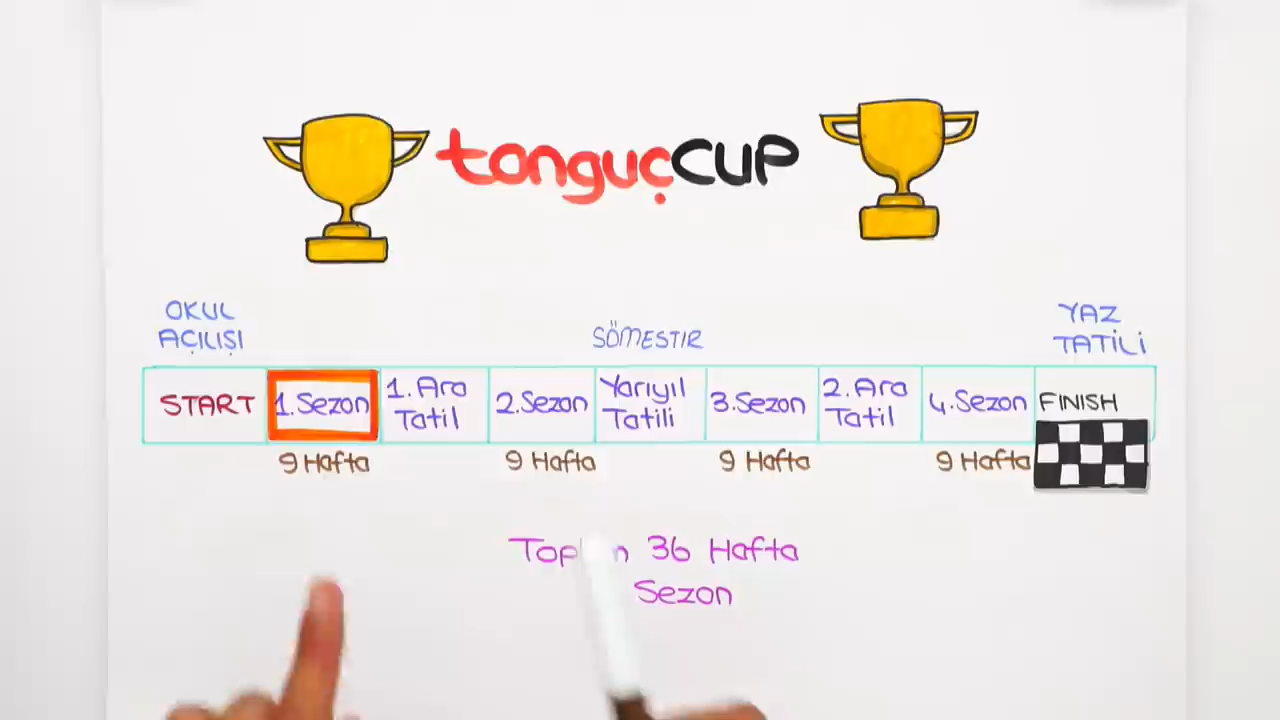 tonguçCUP
OKUL
AÇILIŞI
SÖMESTIR
YAZ
TATİLİ
START
1.Sezon
1. Ara
Tatil
2.Sezon
Yarıyıl
Tatili
3.Sezon
2. Ara
Tatil
4.Sezon
FINISH
9 Hafta
9 Hafta
9 Hafta
9 Hafta
36 Hafta
Sezon